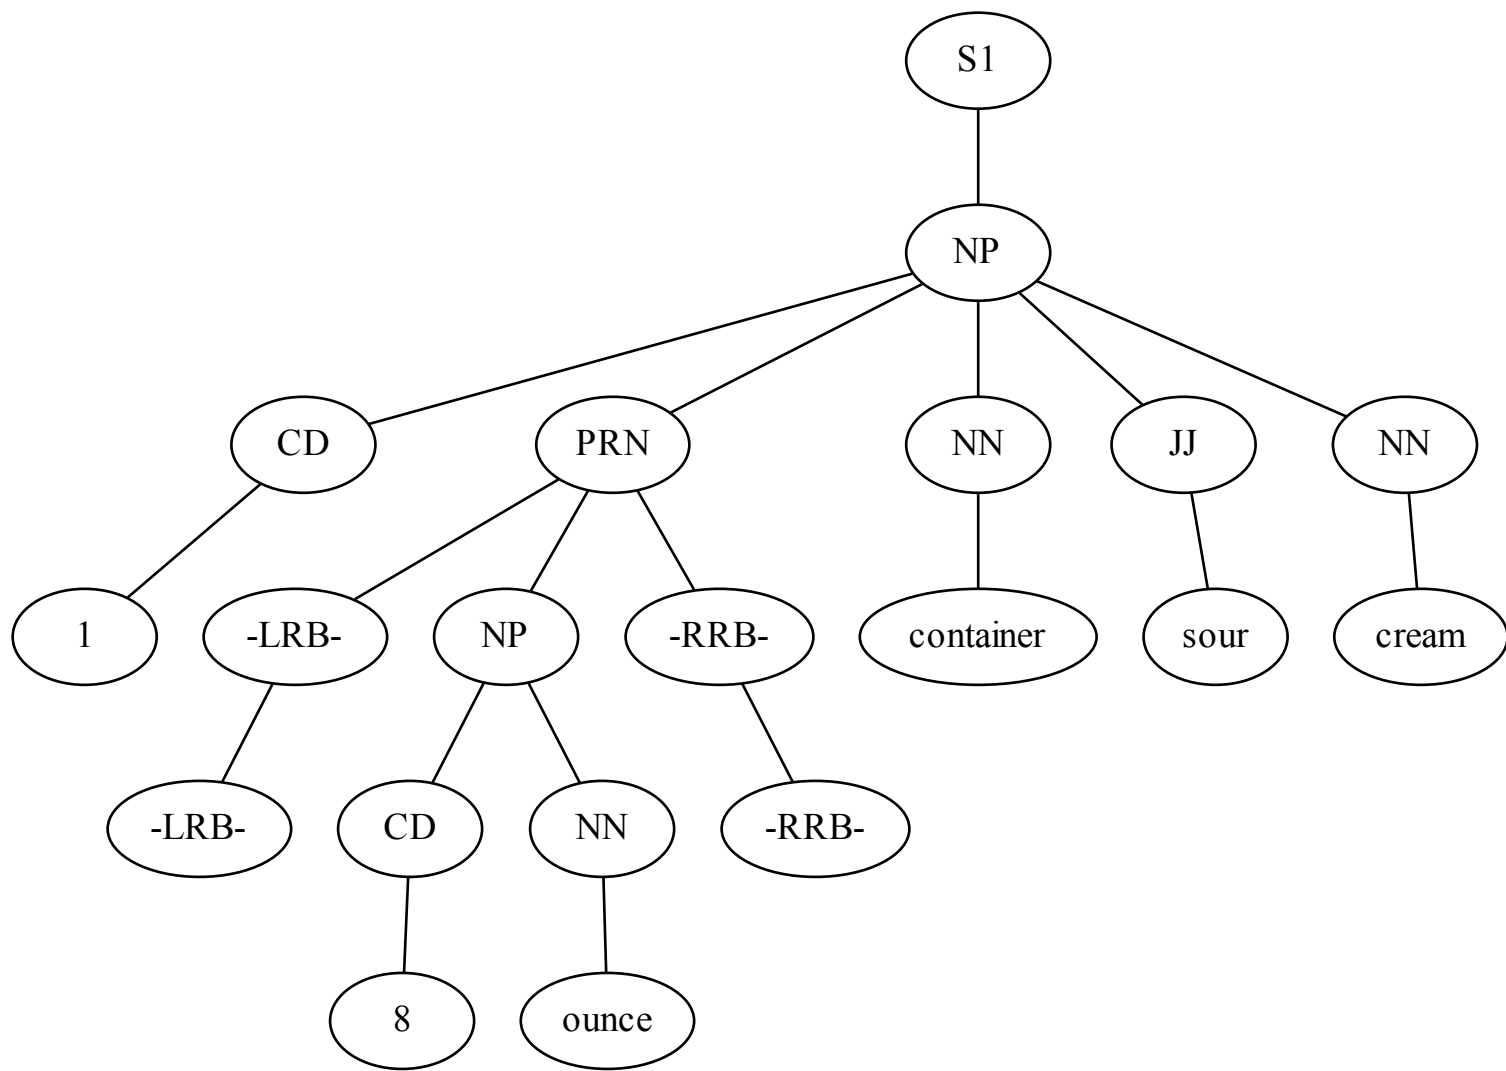 S1
NP
CD PRN NN JJ NN
1 -LRB- NP -RRB- container sour cream
-LRB- CD NN -RRB-
8 ounce